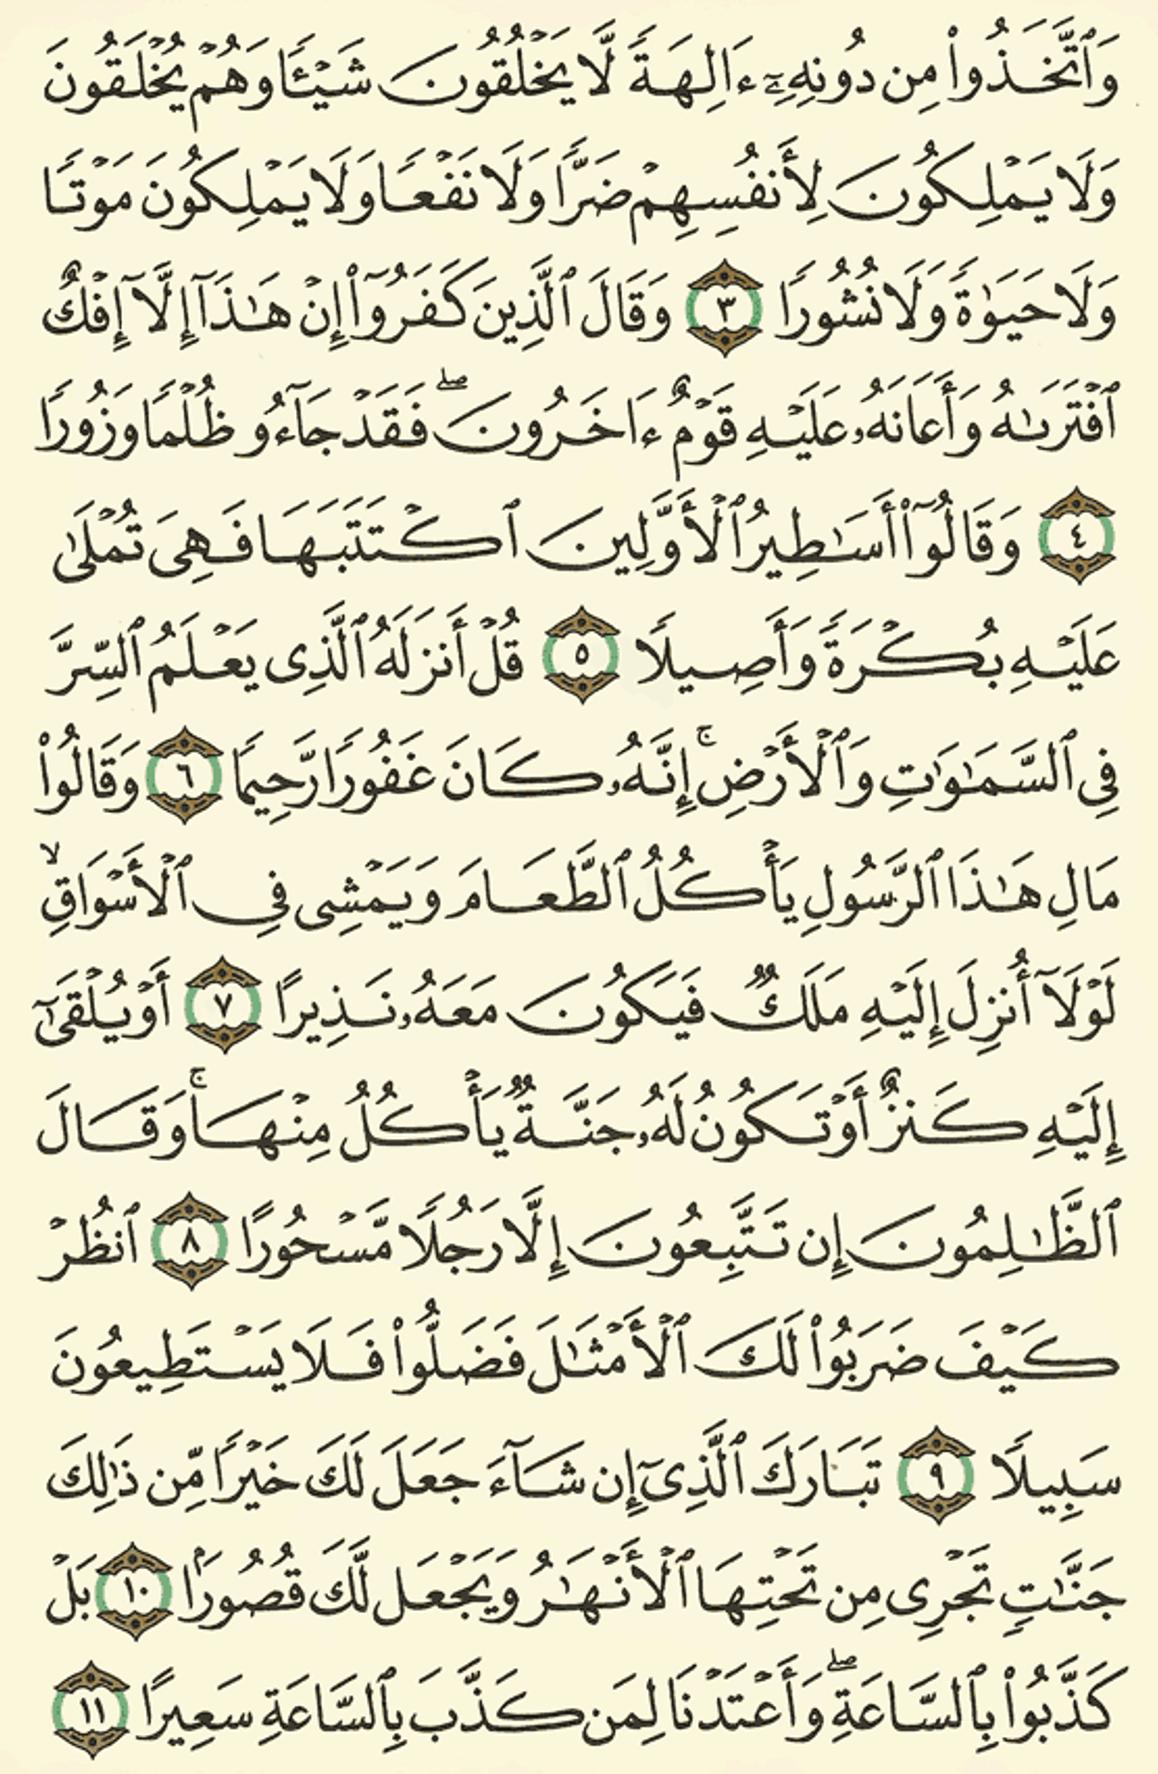 وَٱتَّخَذُوا۟ مِن دُونِهِۦٓ ءَالِهَةً لَّا يَخْلُقُونَ شَيْـًٔا وَهُمْ يُخْلَقُونَ
وَلَا يَمْلِكُونَ لِأَنفُسِهِمْ ضَرًّا وَلَا نَفْعًا وَلَا يَمْلِكُونَ مَوْتًا
وَلَا حَيَوٰةً وَلَا نُشُورًا ٣ وَقَالَ ٱلَّذِينَ كَفَرُوٓا۟ إِنْ هَـٰذَآ إِلَّآ إِفْكٌ
ٱفْتَرَىٰهُ وَأَعَانَهُۥ عَلَيْهِ قَوْمٌ ءَاخَرُونَ ۖ فَقَدْ جَآءُو ظُلْمًا وَزُورًا
٤ وَقَالُوٓا۟ أَسَـٰطِيرُ ٱلْأَوَّلِينَ ٱكْتَتَبَهَا فَهِىَ تُمْلَىٰ
عَلَيْهِ بُكْرَةً وَأَصِيلًا ٥ قُلْ أَنزَلَهُ ٱلَّذِى يَعْلَمُ ٱلسِّرَّ
فِى ٱلسَّمَـٰوَٰتِ وَٱلْأَرْضِ ۚ إِنَّهُۥ كَانَ غَفُورًا رَّحِيمًا ٦ وَقَالُوا۟
مَالِ هَـٰذَا ٱلرَّسُولِ يَأْكُلُ ٱلطَّعَامَ وَيَمْشِى فِى ٱلْأَسْوَاقِ ۙ
لَوْلَآ أُنزِلَ إِلَيْهِ مَلَكٌ فَيَكُونَ مَعَهُۥ نَذِيرًا ٧ أَوْ يُلْقَىٰٓ
إِلَيْهِ كَنزٌ أَوْ تَكُونُ لَهُۥ جَنَّةٌ يَأْكُلُ مِنْهَا ۚ وَقَالَ
ٱلظَّـٰلِمُونَ إِن تَتَّبِعُونَ إِلَّا رَجُلًا مَّسْحُورًا ٨ ٱنظُرْ
كَيْفَ ضَرَبُوا۟ لَكَ ٱلْأَمْثَـٰلَ فَضَلُّوا۟ فَلَا يَسْتَطِيعُونَ
سَبِيلًا ٩ تَبَارَكَ ٱلَّذِىٓ إِن شَآءَ جَعَلَ لَكَ خَيْرًا مِّن ذَٰلِكَ
جَنَّـٰتٍ تَجْرِى مِن تَحْتِهَا ٱلْأَنْهَـٰرُ وَيَجْعَل لَّكَ قُصُورًۢا ١٠ بَلْ
كَذَّبُوا۟ بِٱلسَّاعَةِ ۖ وَأَعْتَدْنَا لِمَن كَذَّبَ بِٱلسَّاعَةِ سَعِيرًا ١١